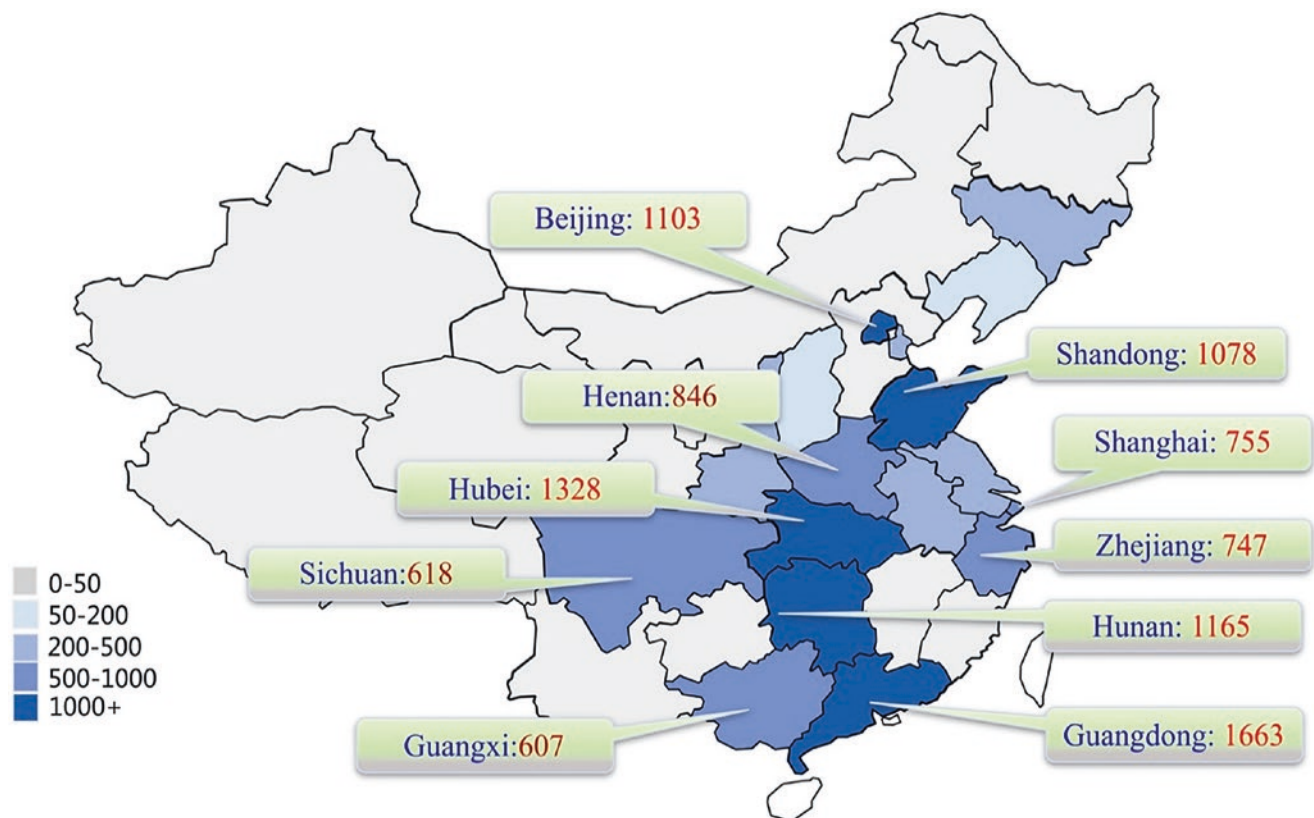 Beijing: 1103
Shandong: 1078
Henan:846
Shanghai: 755
Hubei: 1328
Zhejiang: 747
Sichuan:618
Hunan: 1165
Guangxi:607
Guangdong: 1663
0-50
50-200
200-500
500-1000
1000+